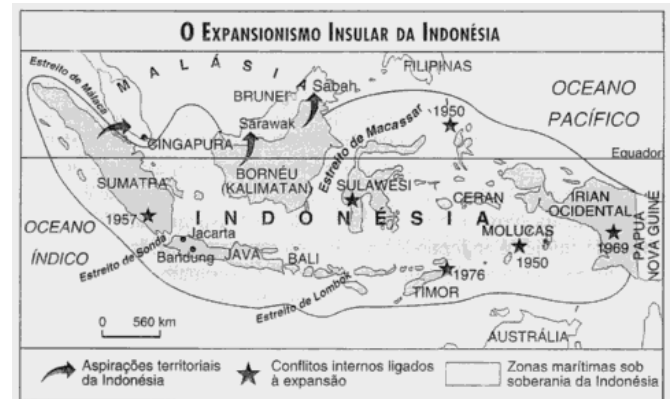 O EXPANSIONISMO INSULAR DA INDONÉSIA
Estreito de Málaca
MALÁSIA
FILIPINAS
BRUNEI
Sabah
OCEANO
PACÍFICO
1950
CINGAPURA
Sarawak
Estreito de Macassar
Equador
SUMATRA
BORNÉU
(KALIMATAN)
SULAWESI
CERAN
IRIAN
OCIDENTAL
1957
INDONÉSIA
MOLUCAS
1950
1969
PAPUA
NOVA GUINÉ
OCEANO
ÍNDICO
Jacarta
Estreito de Sonda
Bandung
JAVA
BALI
1976
Estreito de Lombok
TIMOR
0 560 km
AUSTRÁLIA
Aspirações territoriais
da Indonésia
Conflitos internos ligados
à expansão
Zonas marítimas sob
soberania da Indonésia